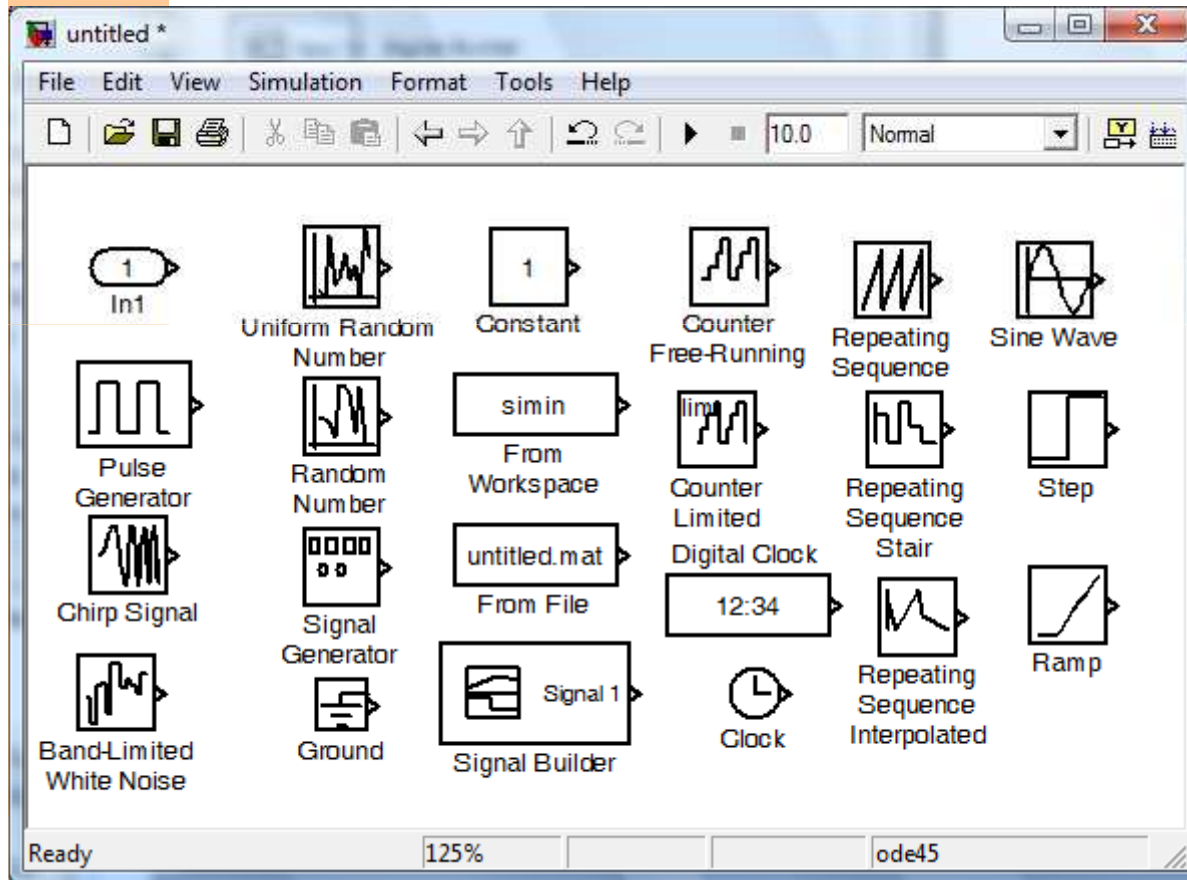 untitled *
File Edit View Simulation Format Tools Help
10.0 Normal
1
In1
Uniform Random
Number
1
Constant
Counter
Free-Running
Repeating
Sequence
Sine Wave
Pulse
Generator
Random
Number
simin
From
Workspace
lim
Counter
Limited
Repeating
Sequence
Stair
Step
Chirp Signal
Signal
Generator
untitled.mat
From File
Digital Clock
12:34
Repeating
Sequence
Interpolated
Ramp
Band-Limited
White Noise
Ground
Signal 1
Signal Builder
Clock
Ready 125% ode45